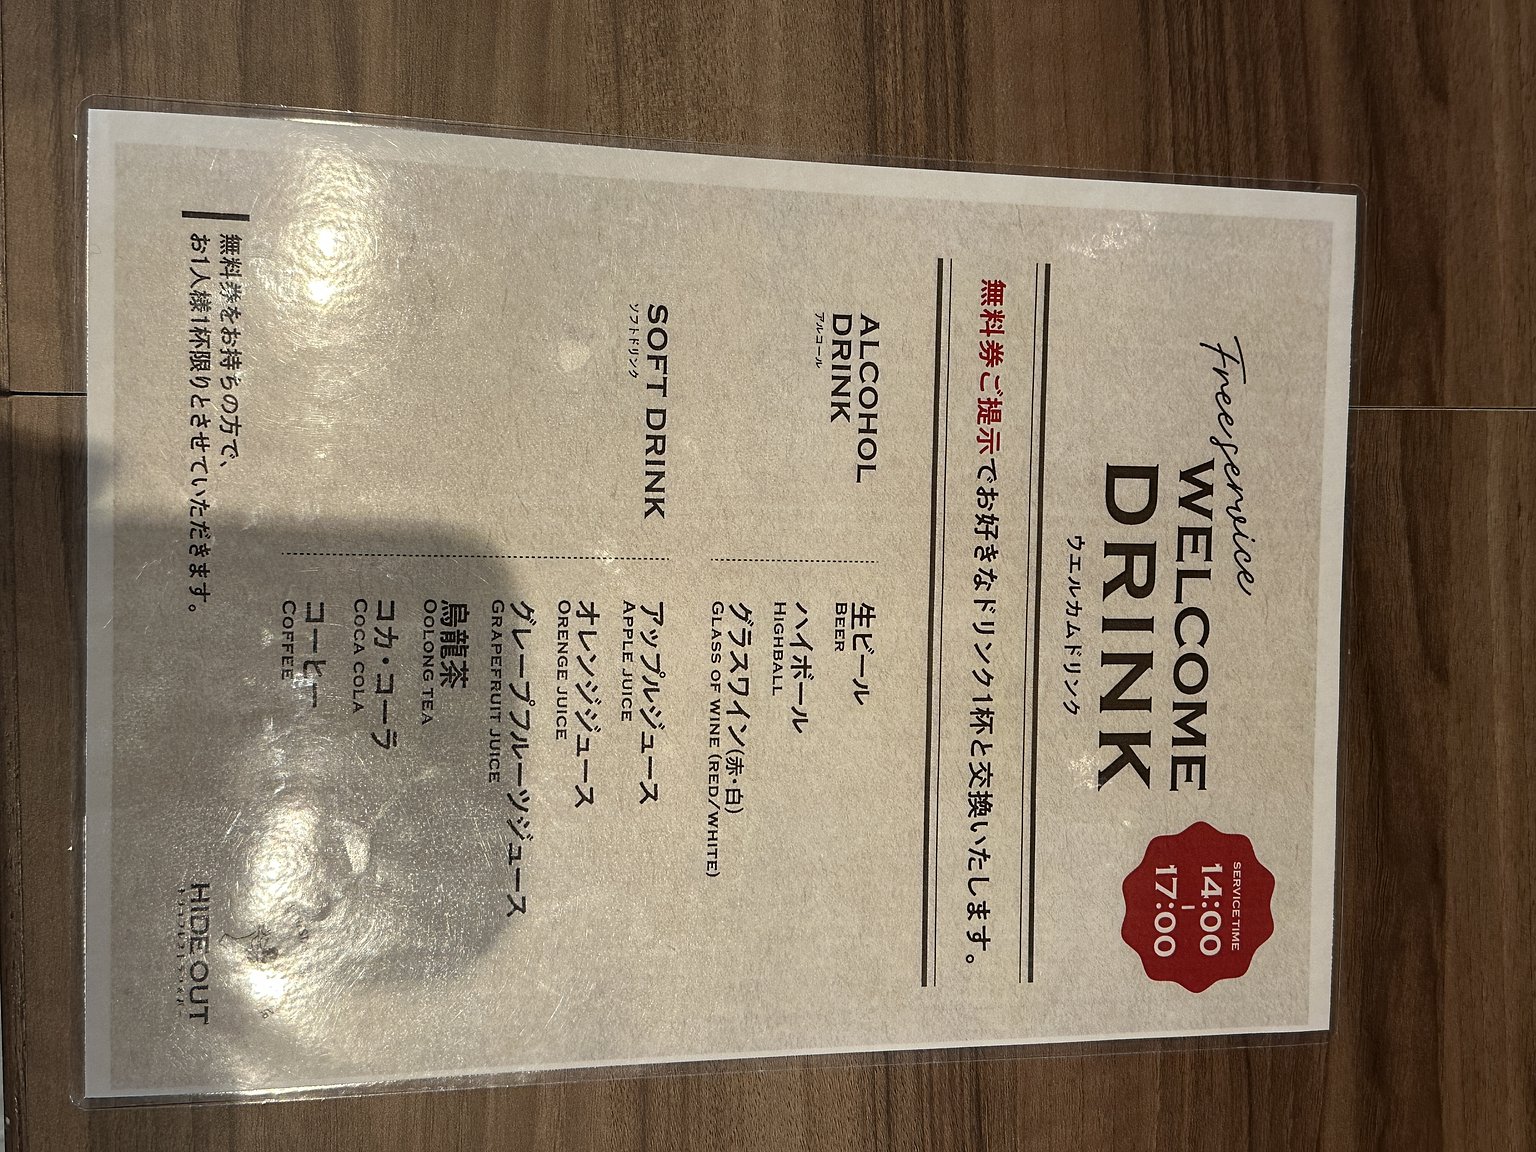 Free service
WELCOME
DRINK
ウエルカムドリンク
SERVICE TIME
14:00
-
17:00
無料券ご提示でお好きなドリンク1杯と交換いたします。
ALCOHOL
DRINK
アルコール
生ビール
BEER
ハイボール
HIGHBALL
グラスワイン(赤・白)
GLASS OF WINE (RED/WHITE)
SOFT DRINK
ソフトドリンク
アップルジュース
APPLE JUICE
オレンジジュース
ORENGE JUICE
グレープフルーツジュース
GRAPEFRUIT JUICE
烏龍茶
OOLONG TEA
コカ・コーラ
COCA COLA
コーヒー
COFFEE
無料券をお持ちの方で、
お1人様1杯限りとさせていただきます。
HIDEOUT